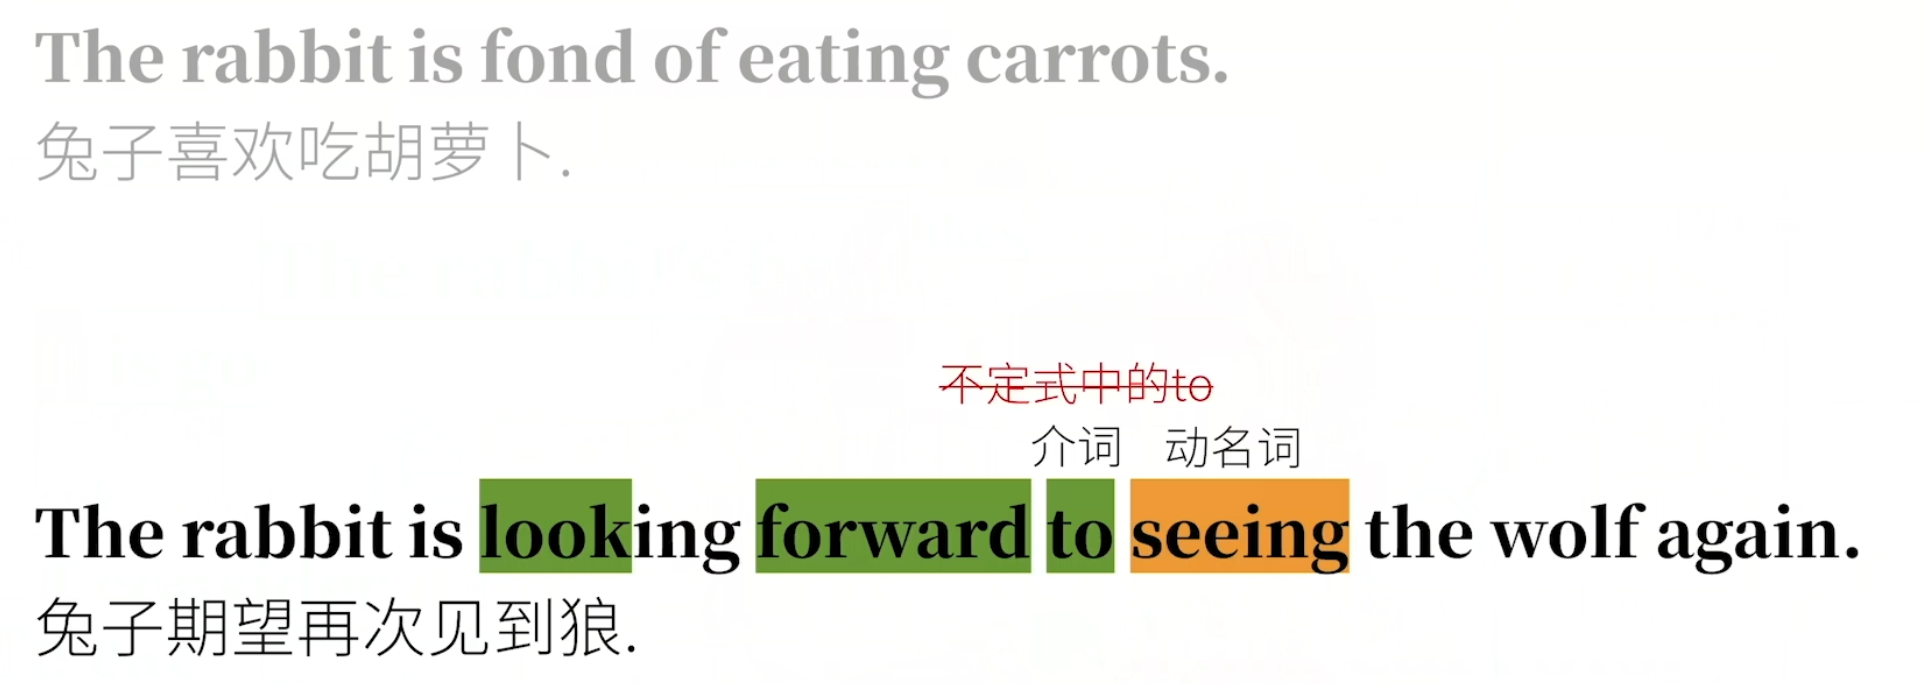 The rabbit is fond of eating carrots.
兔子喜欢吃胡萝卜.
不定式中的to
介词 动名词
The rabbit is looking forward to seeing the wolf again.
兔子期望再次见到狼.